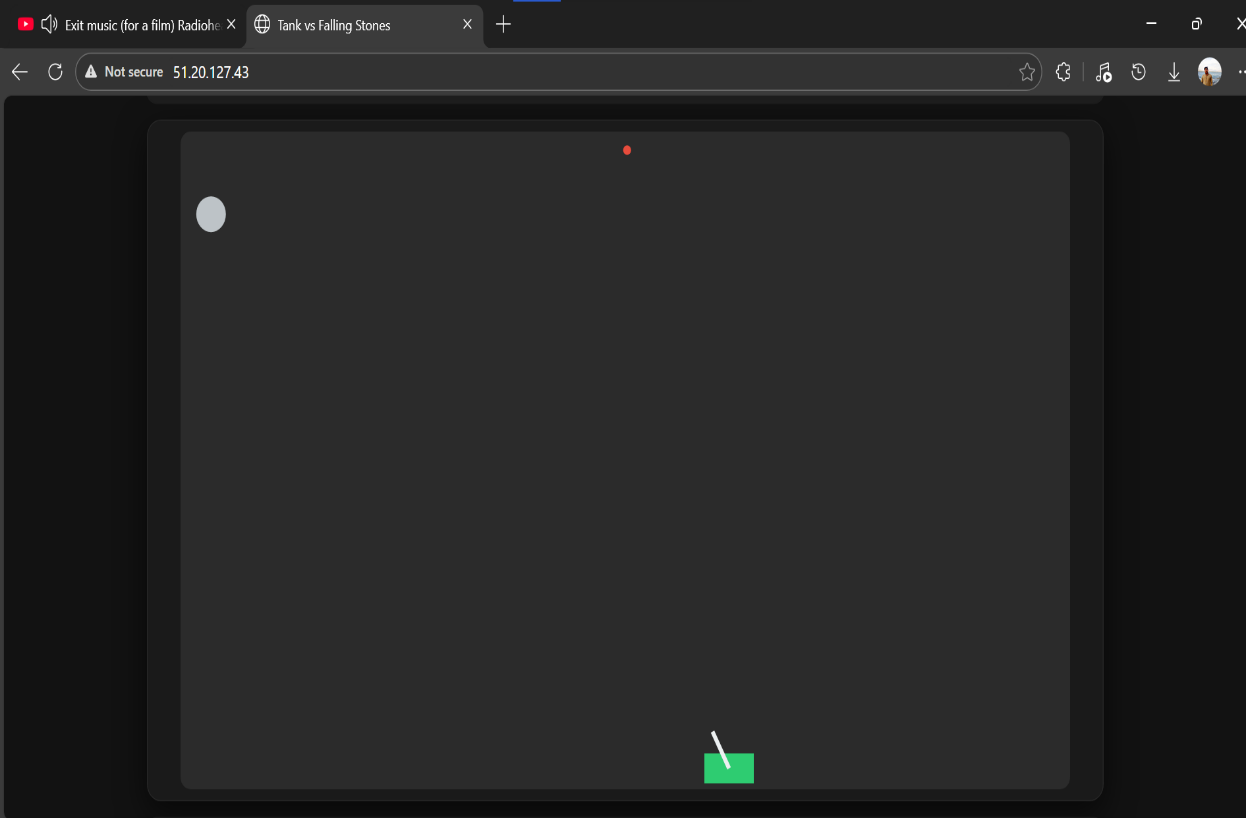 Exit music (for a film) Radiohe
Tank vs Falling Stones
Not secure 51.20.127.43